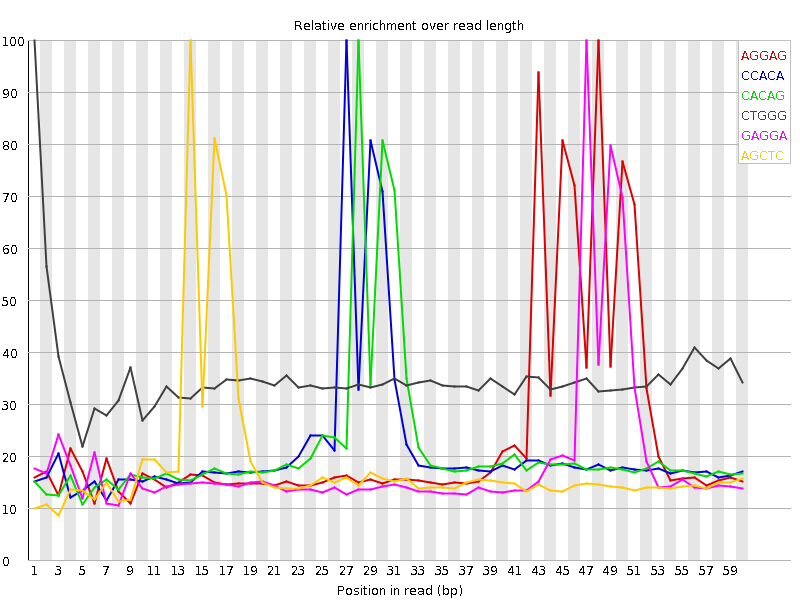 Relative enrichment over read length
100
90
80
70
60
50
40
30
20
10
0
AGGAG
CCACA
CACAG
CTGGG
GAGGA
AGCTC
1 3 5 7 9 11 13 15 17 19 21 23 25 27 29 31 33 35 37 39 41 43 45 47 49 51 53 55 57 59
Position in read (bp)